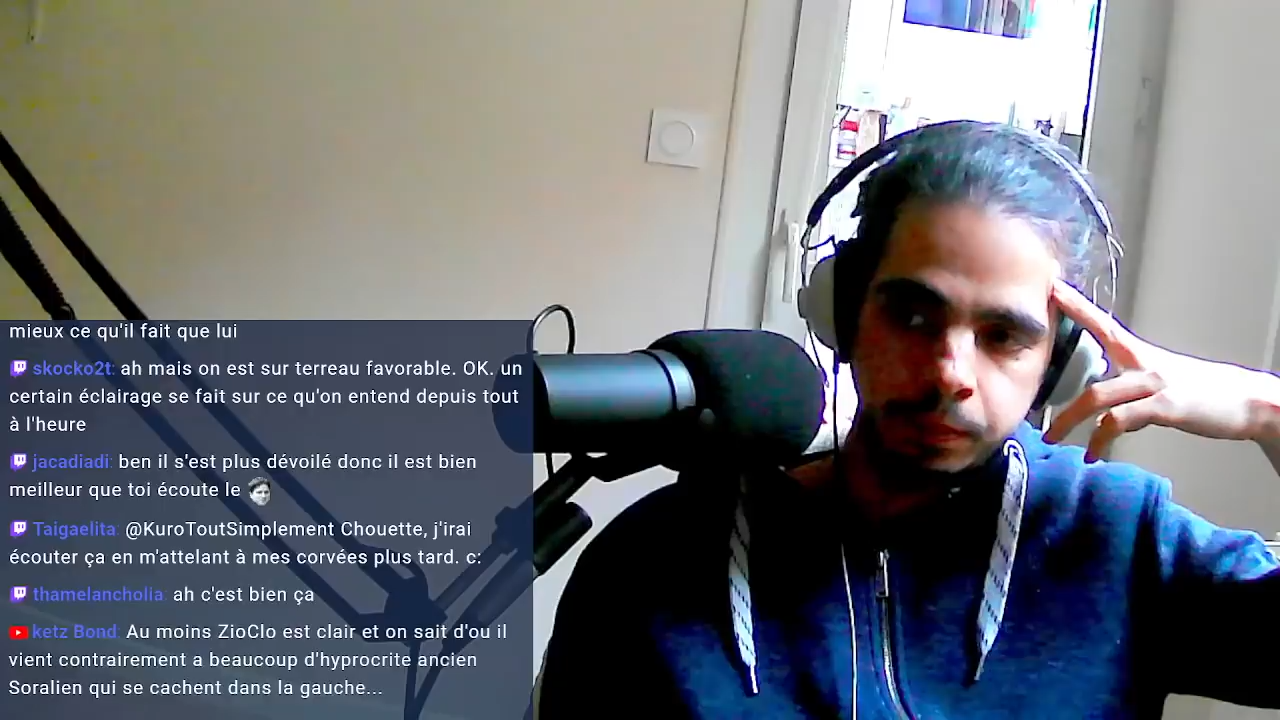 mieux ce qu'il fait que lui
skocko2t: ah mais on est sur terreau favorable. OK. un
certain éclairage se fait sur ce qu'on entend depuis tout
à l'heure
jacadiadi: ben il s'est plus dévoilé donc il est bien
meilleur que toi écoute le
Taigaelita: @KuroToutSimplement Chouette, j'irai
écouter ça en m'attelant à mes corvées plus tard. c:
thamelancholia: ah c'est bien ça
ketz Bond: Au moins ZioClo est clair et on sait d'ou il
vient contrairement a beaucoup d'hyprocrite ancien
Soralien qui se cachent dans la gauche...